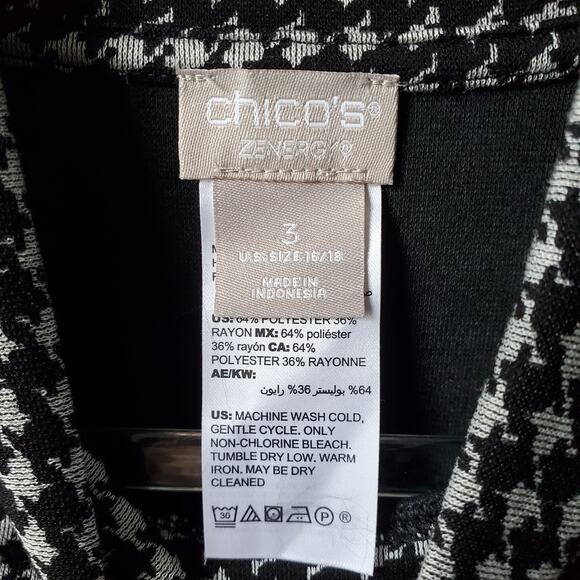 chico's®
ZENERGY®
3
U.S. SIZE 16/18
MADE IN
INDONESIA
US: 64% POLYESTER 36%
RAYON MX: 64% poliéster
36% rayón CA: 64%
POLYESTER 36% RAYONNE
AE/KW:
64% بوليستر 36% رايون
US: MACHINE WASH COLD,
GENTLE CYCLE. ONLY
NON-CHLORINE BLEACH.
TUMBLE DRY LOW. WARM
IRON. MAY BE DRY
CLEANED
30 P ®